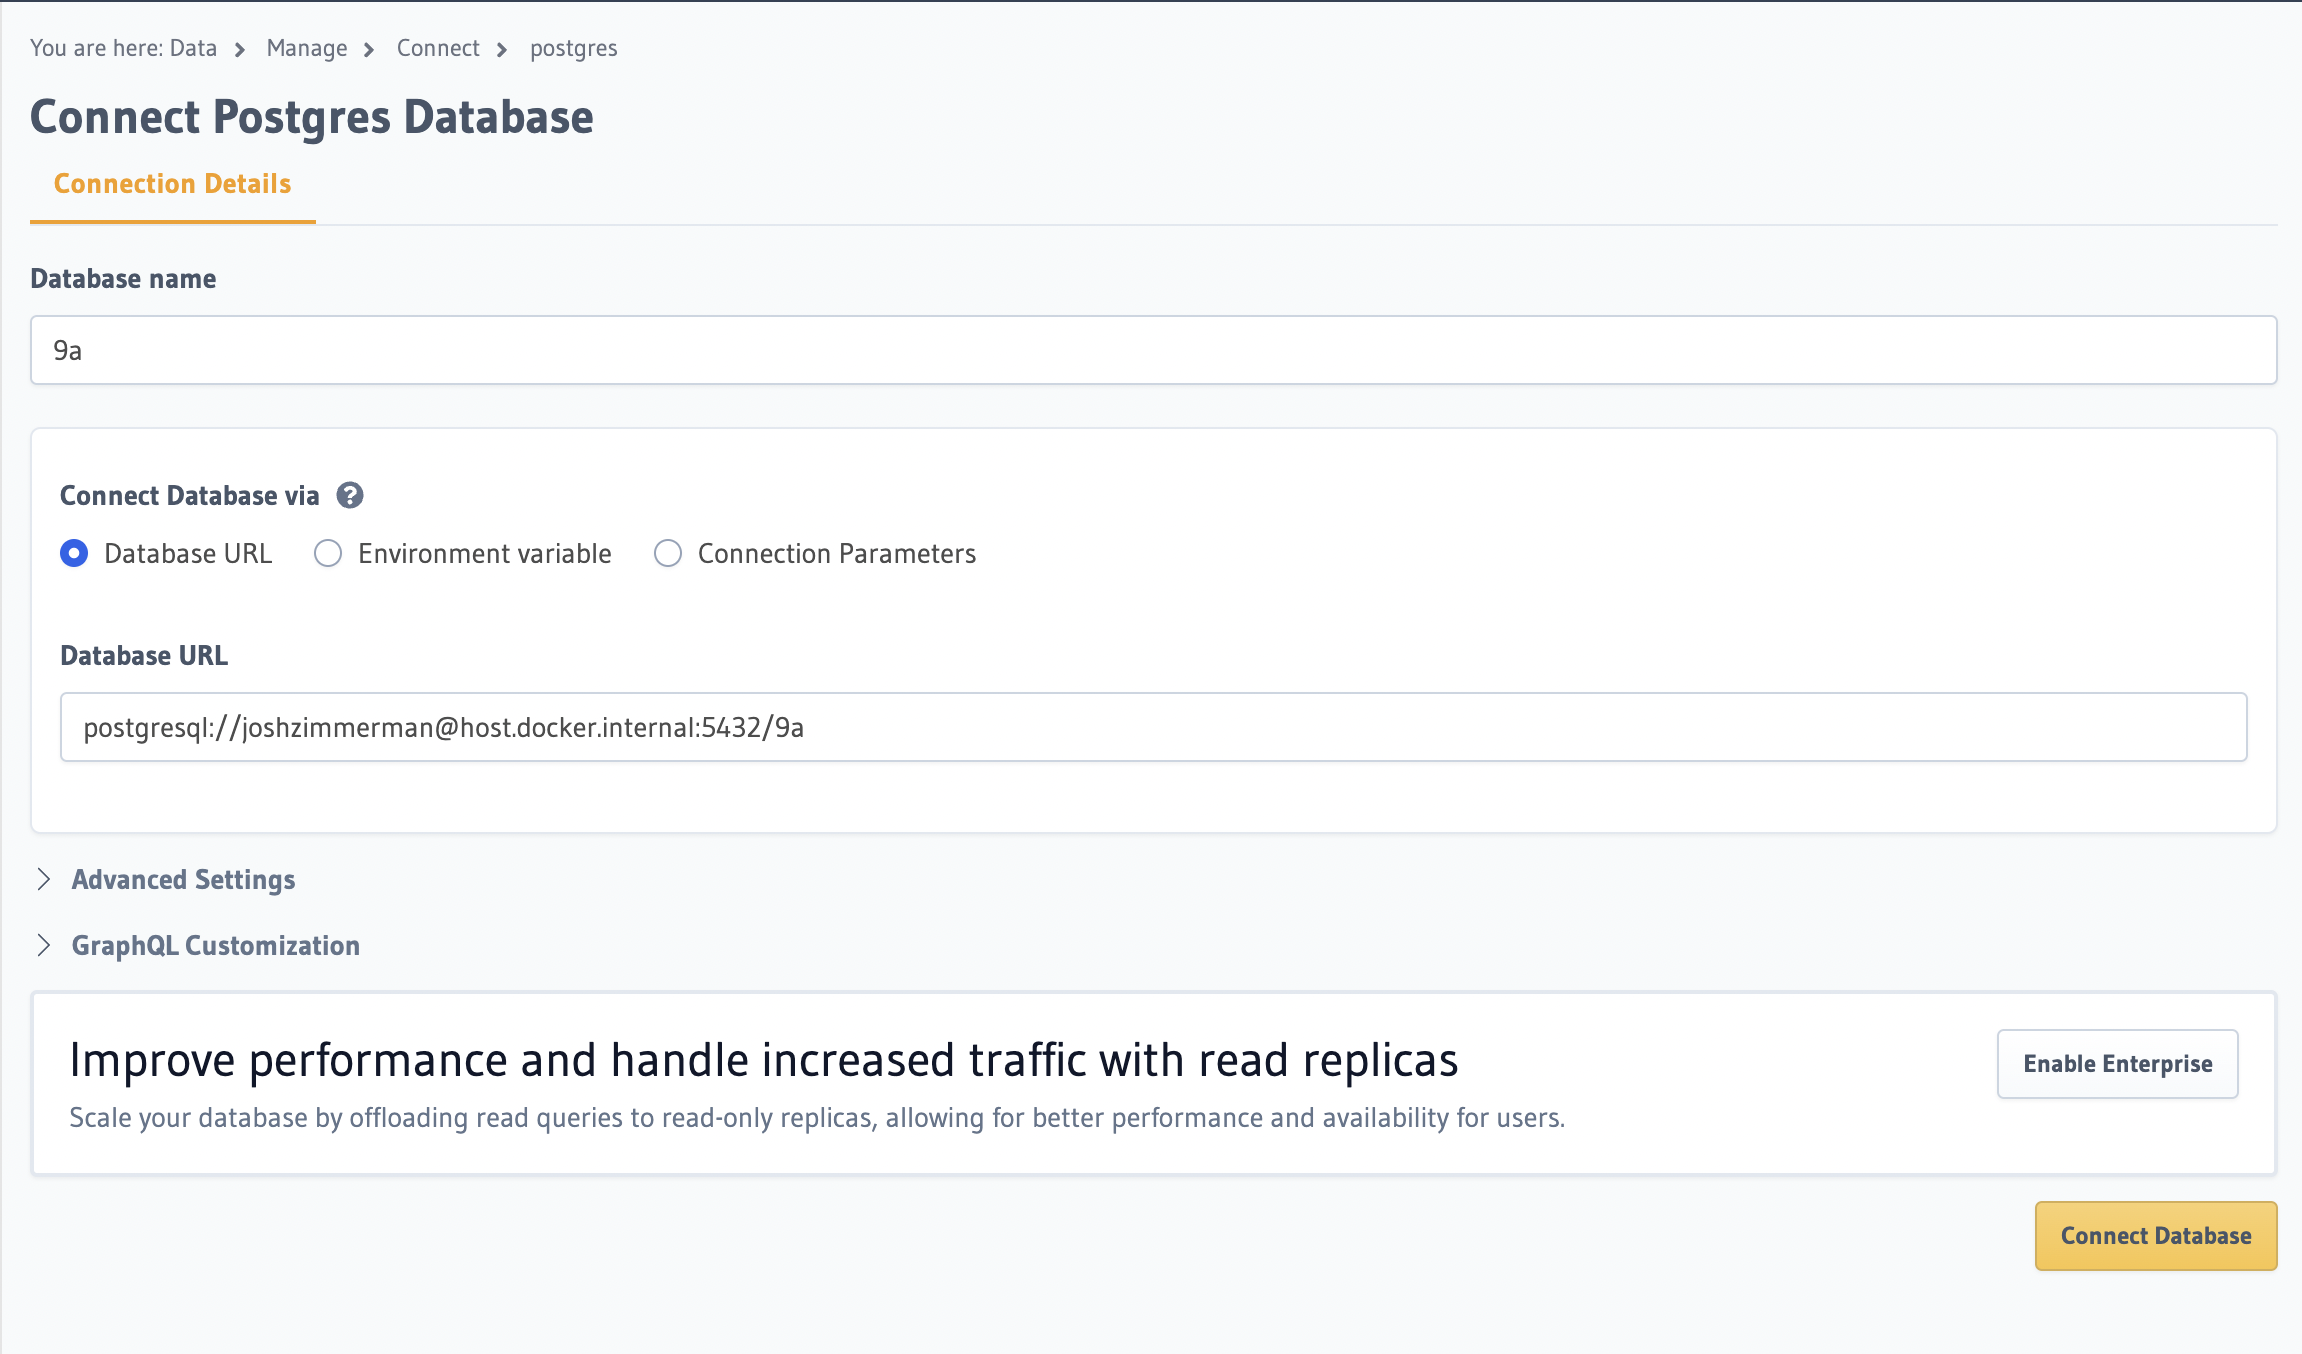 You are here: Data > Manage > Connect > postgres
Connect Postgres Database
Connection Details
Database name
9a
Connect Database via ?
Database URL Environment variable Connection Parameters
Database URL
postgresql://joshzimmerman@host.docker.internal:5432/9a
Advanced Settings
GraphQL Customization
Improve performance and handle increased traffic with read replicas
Enable Enterprise
Scale your database by offloading read queries to read-only replicas, allowing for better performance and availability for users.
Connect Database